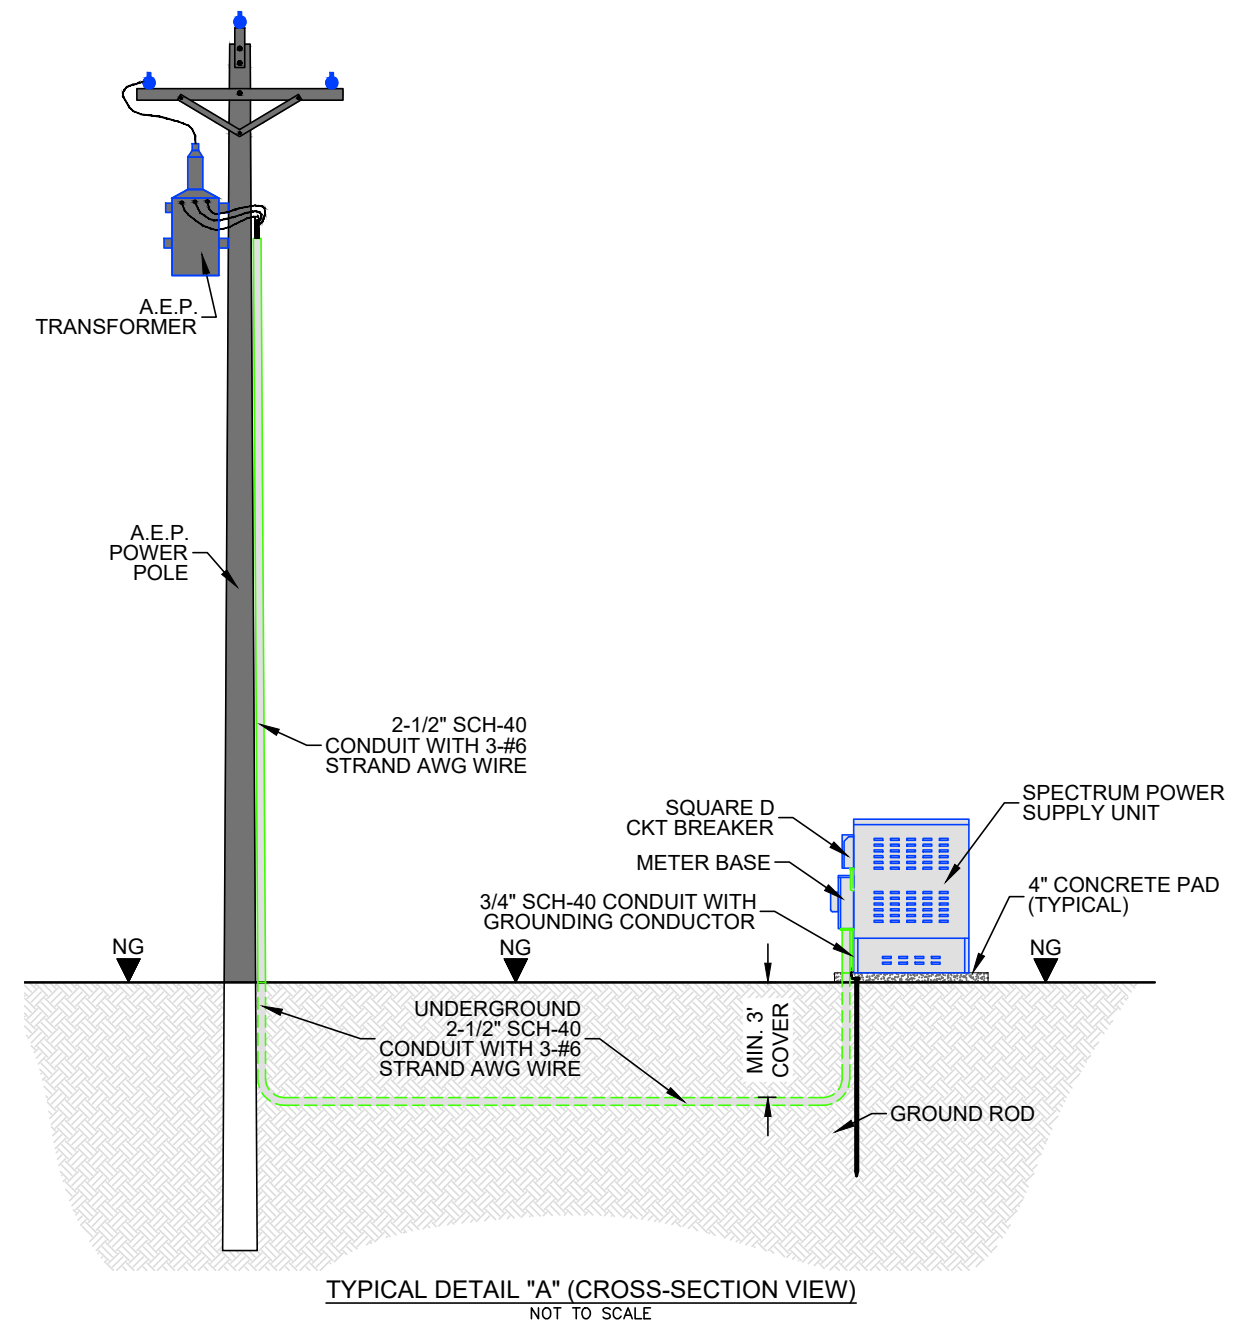 A.E.P.
TRANSFORMER
A.E.P.
POWER
POLE
2-1/2" SCH-40
CONDUIT WITH 3-#6
STRAND AWG WIRE
SQUARE D
CKT BREAKER
METER BASE
3/4" SCH-40 CONDUIT WITH
GROUNDING CONDUCTOR
SPECTRUM POWER
SUPPLY UNIT
4" CONCRETE PAD
(TYPICAL)
NG
NG
NG
UNDERGROUND
2-1/2" SCH-40
CONDUIT WITH 3-#6
STRAND AWG WIRE
MIN. 3'
COVER
GROUND ROD
TYPICAL DETAIL "A" (CROSS-SECTION VIEW)
NOT TO SCALE